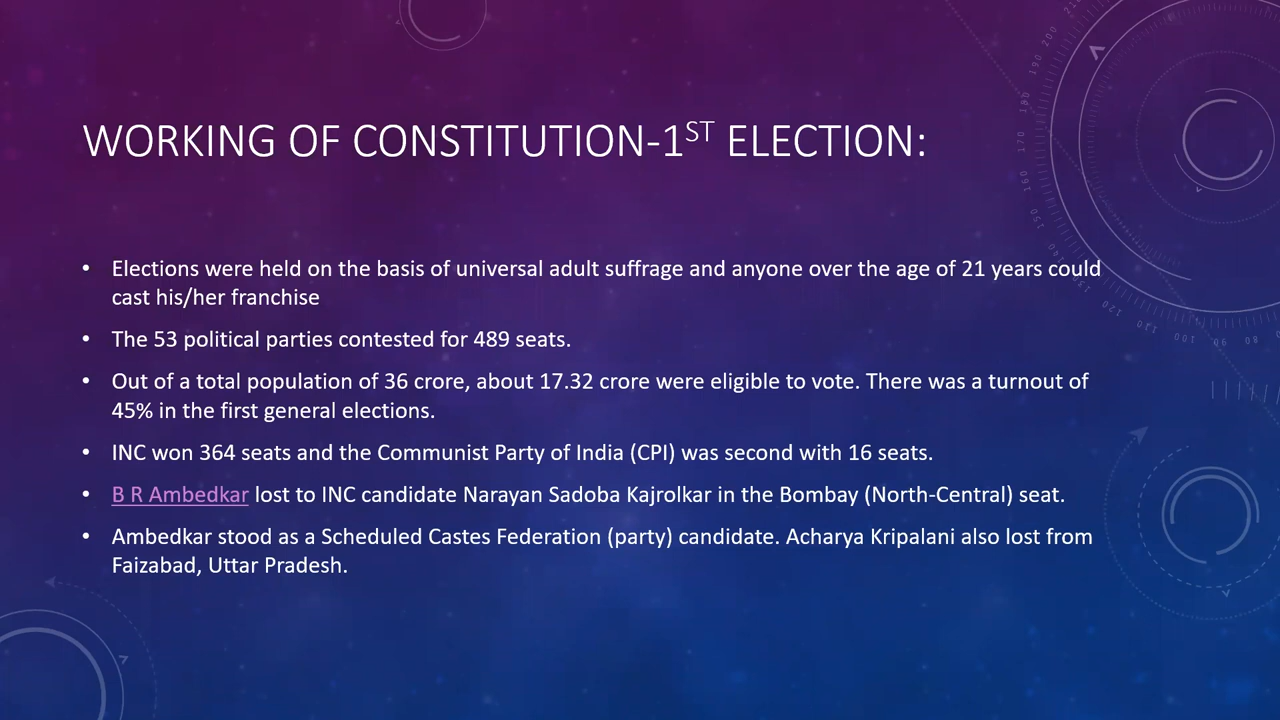 WORKING OF CONSTITUTION-1ST ELECTION:
• Elections were held on the basis of universal adult suffrage and anyone over the age of 21 years could
cast his/her franchise
• The 53 political parties contested for 489 seats.
• Out of a total population of 36 crore, about 17.32 crore were eligible to vote. There was a turnout of
45% in the first general elections.
• INC won 364 seats and the Communist Party of India (CPI) was second with 16 seats.
• B R Ambedkar lost to INC candidate Narayan Sadoba Kajrolkar in the Bombay (North-Central) seat.
• Ambedkar stood as a Scheduled Castes Federation (party) candidate. Acharya Kripalani also lost from
Faizabad, Uttar Pradesh.